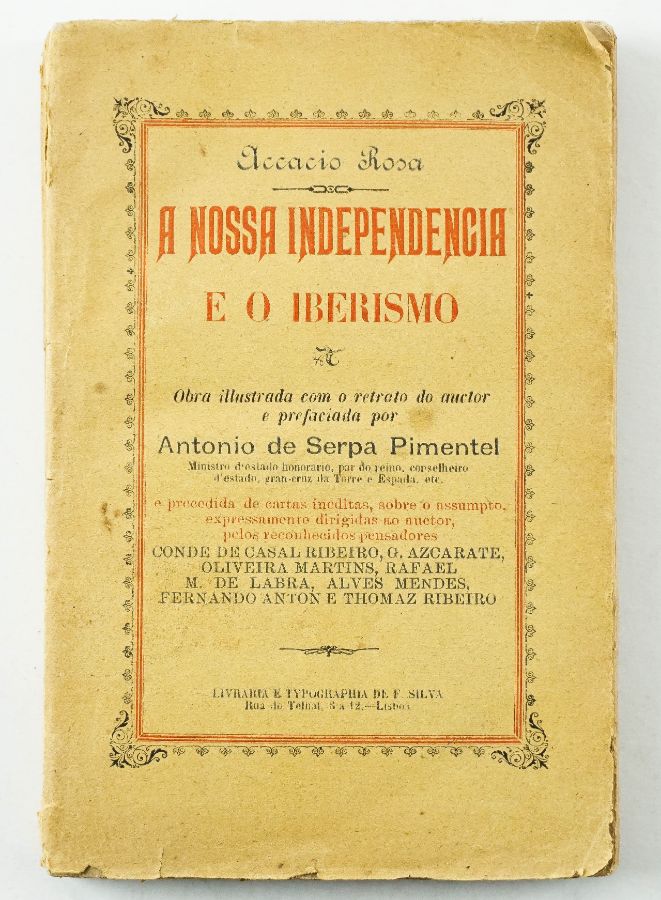 Accacio Rosa
A NOSSA INDEPENDENCIA
E O IBERISMO
Obra illustrada com o retrato do auctor
e prefaciada por
Antonio de Serpa Pimentel
Ministro d'estado honorario, par do reino, conselheiro
d'estado, gran-cruz da Torre e Espada, etc.
e precedida de cartas ineditas, sobre o assumpto,
expressamente dirigidas ao auctor,
pelos reconhecidos pensadores
CONDE DE CASAL RIBEIRO, G. AZCARATE,
OLIVEIRA MARTINS, RAFAEL
M. DE LABRA, ALVES MENDES,
FERNANDO ANTON E THOMAZ RIBEIRO
LIVRARIA E TYPOGRAPHIA DE F. SILVA
Rua do Telhal, 8 a 12.—Lisboa